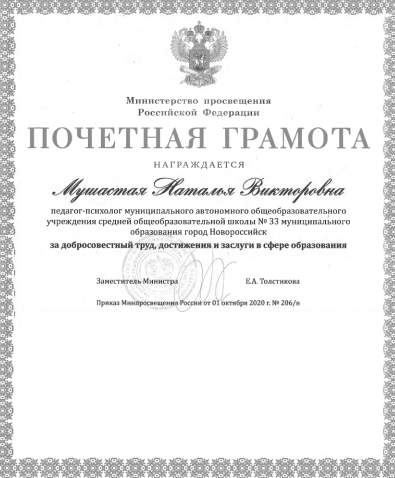 Министерство просвещения
Российской Федерации
ПОЧЕТНАЯ ГРАМОТА
НАГРАЖДАЕТСЯ
Мушастая Наталья Викторовна
педагог-психолог муниципального автономного общеобразовательного
учреждения средней общеобразовательной школы № 33 муниципального
образования город Новороссийск
за добросовестный труд, достижения и заслуги в сфере образования
Заместитель Министра Е.А. Толстикова
Приказ Минпросвещения России от 01 октября 2020 г. № 206/н